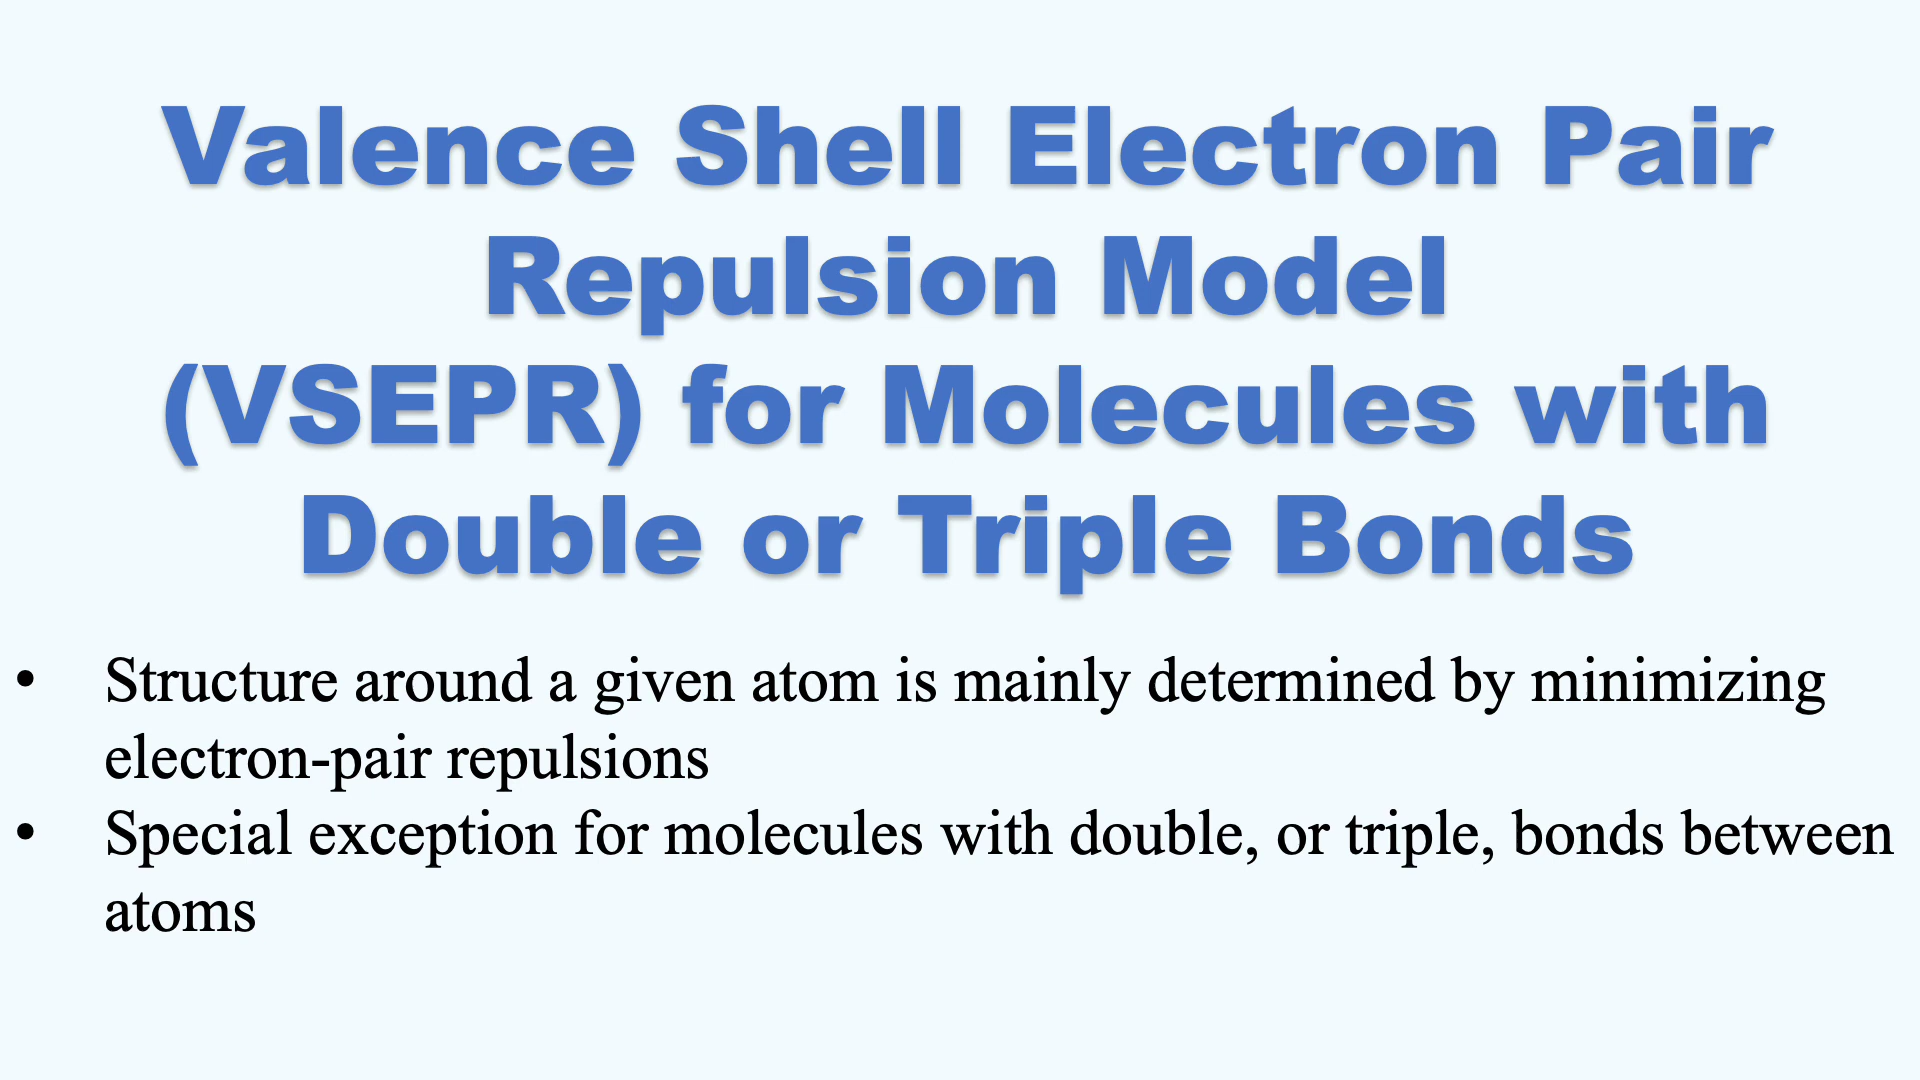 Valence Shell Electron Pair
Repulsion Model
(VSEPR) for Molecules with
Double or Triple Bonds
• Structure around a given atom is mainly determined by minimizing
electron-pair repulsions
• Special exception for molecules with double, or triple, bonds between
atoms